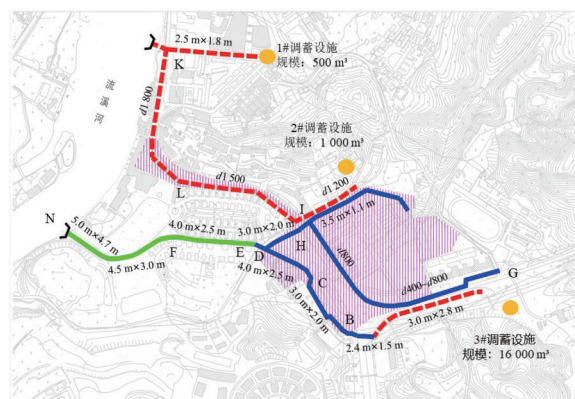 2.5 m×1.8 m
K
1#调蓄设施
规模：500 m³
流溪河
d1 800
2#调蓄设施
规模：1 000 m³
L
d1 500
d1 200
I
3.5 m×1.1 m
N
5.0 m×4.7 m
4.0 m×2.5 m
3.0 m×2.0 m
H
d800
F
E
D
4.5 m×3.0 m
4.0 m×2.5 m
C
G
d400~d800
3.0 m×2.0 m
B
3.0 m×2.8 m
2.4 m×1.5 m
3#调蓄设施
规模：16 000 m³